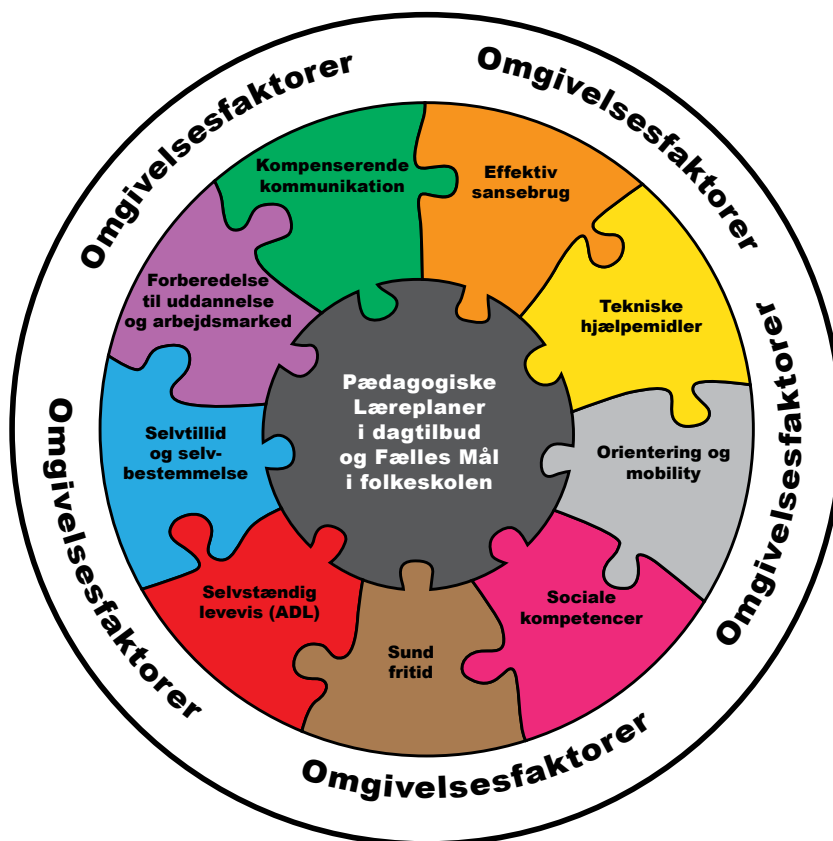 Omgivelsesfaktorer
Omgivelsesfaktorer
Omgivelsesfaktorer
Omgivelsesfaktorer
Omgivelsesfaktorer
Kompenserende
kommunikation
Effektiv
sansebrug
Tekniske
hjælpemidler
Orientering og
mobility
Sociale
kompetencer
Sund
fritid
Selvstændig
levevis (ADL)
Selvtillid
og selv-
bestemmelse
Forberedelse
til uddannelse
og arbejdsmarked
Pædagogiske
Læreplaner
i dagtilbud
og Fælles Mål
i folkeskolen